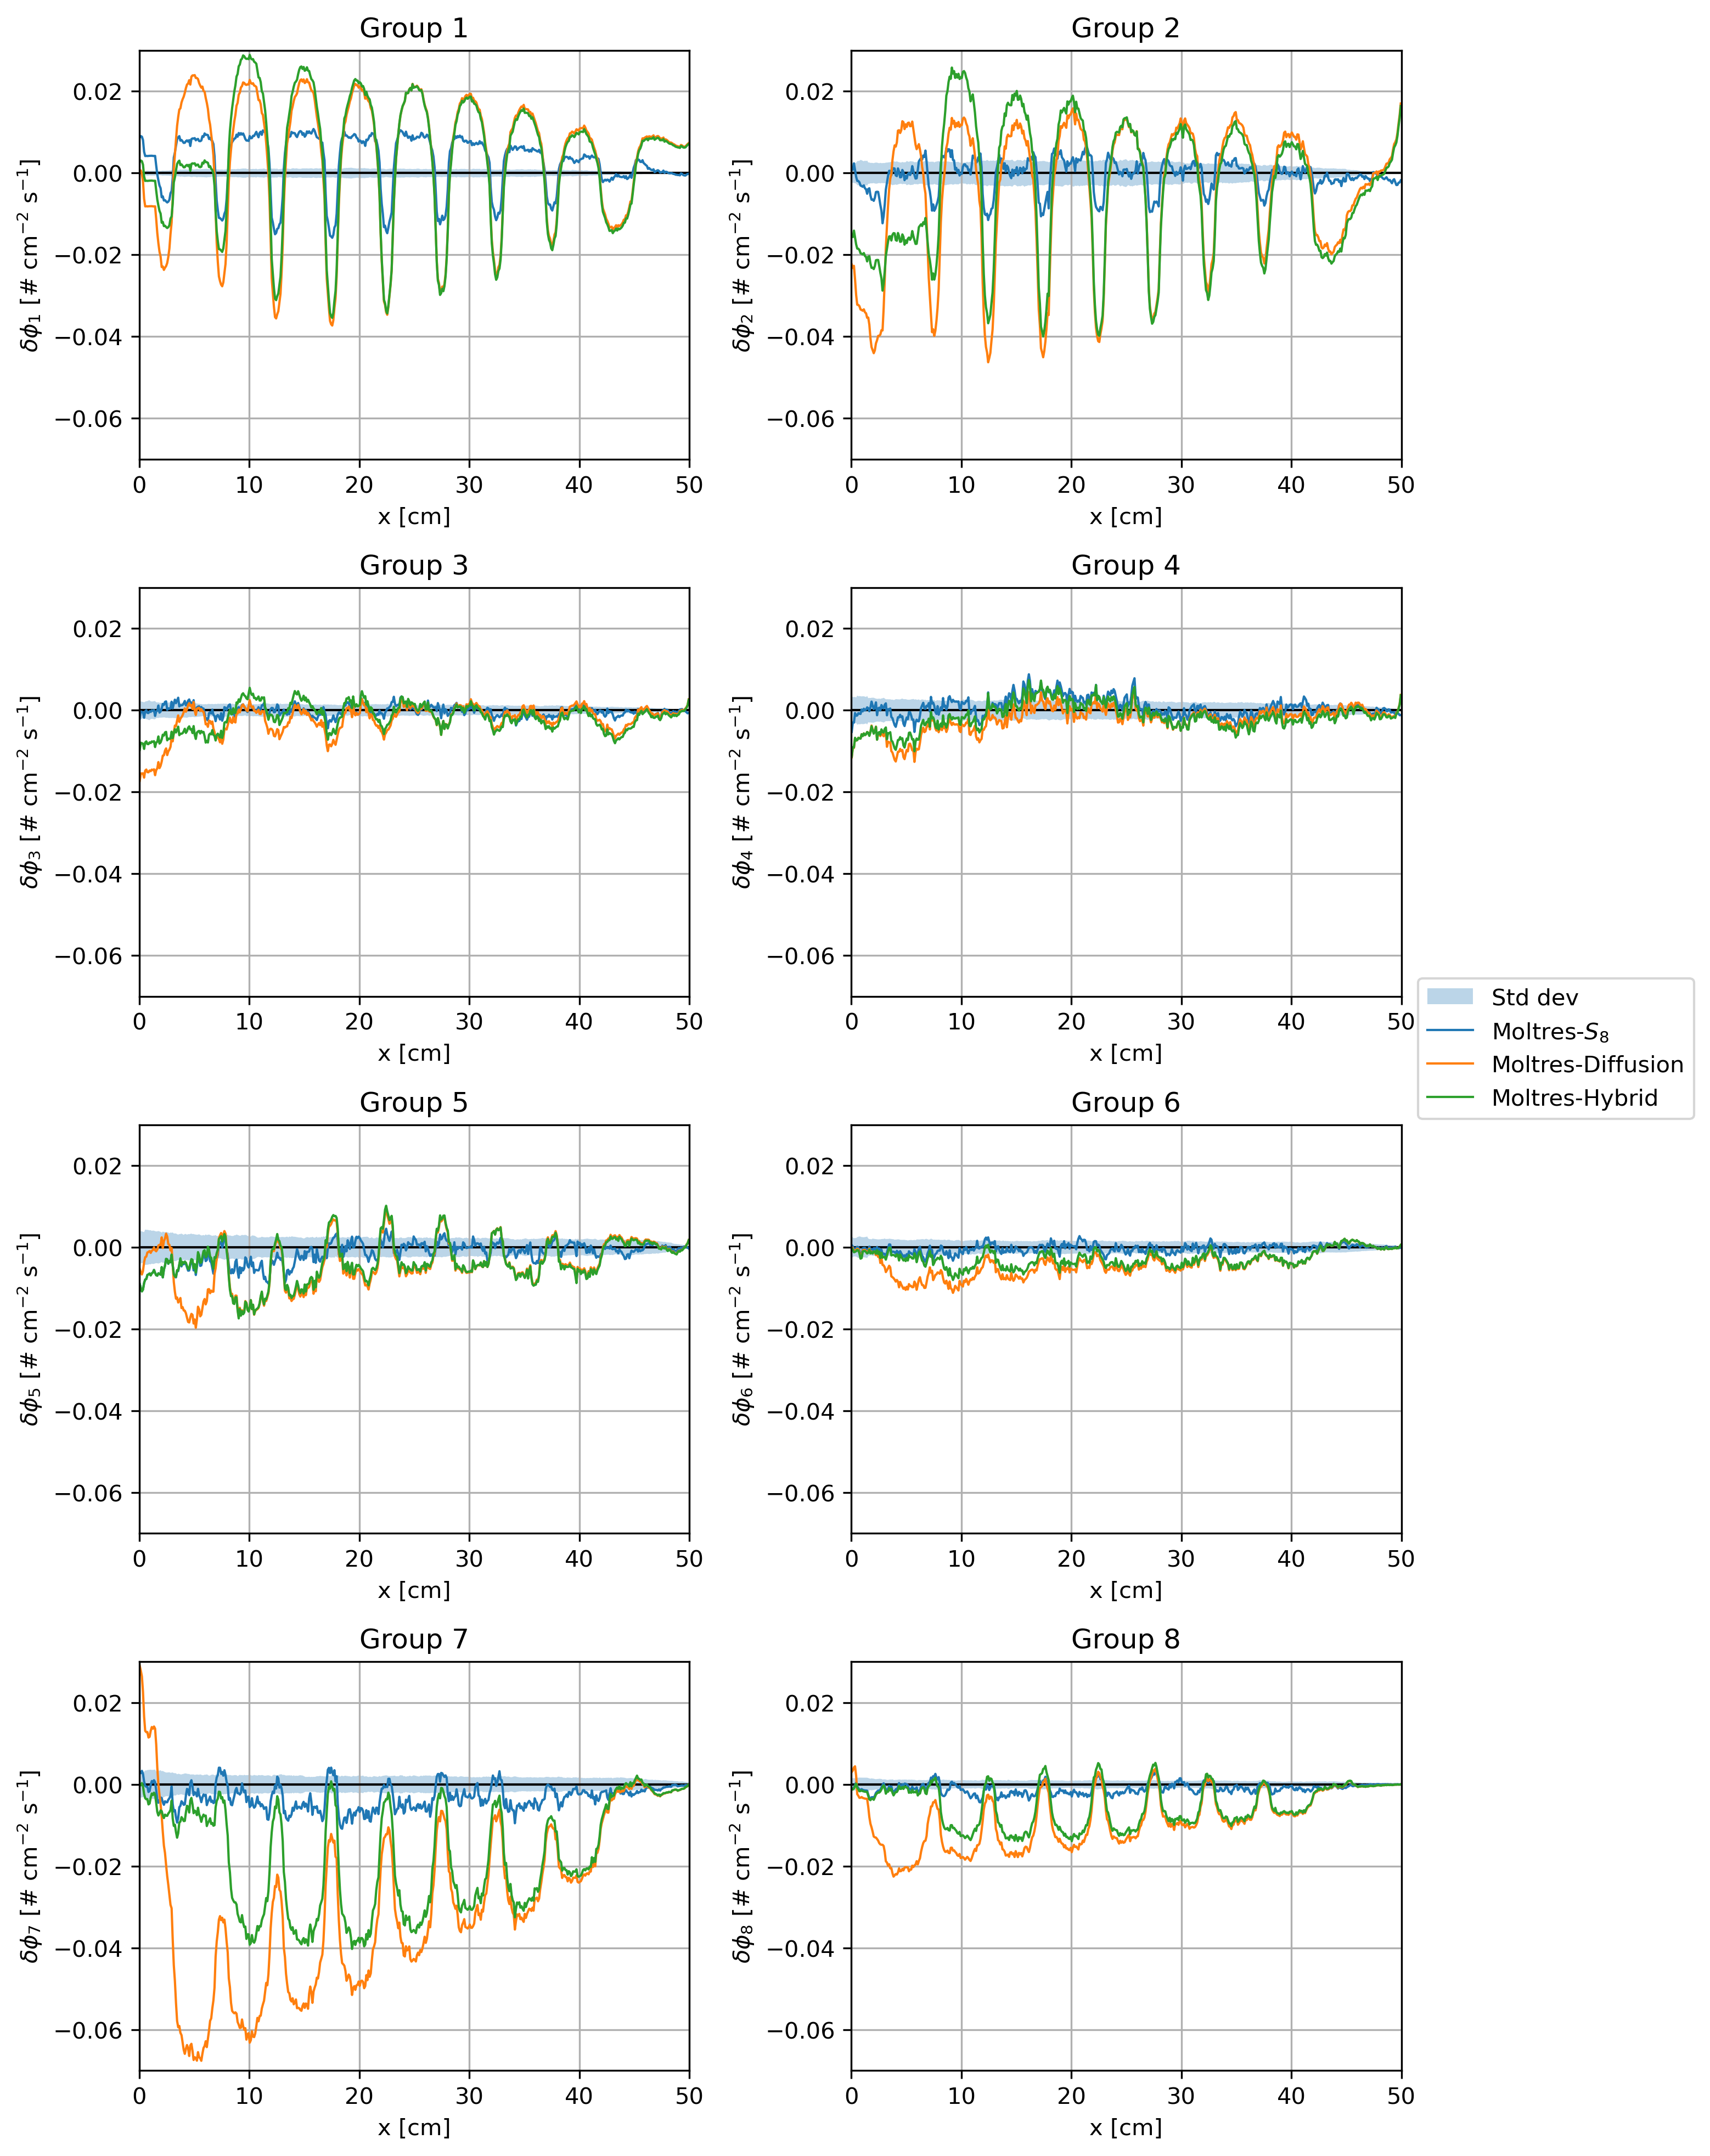 Group 1
0.02
0.00
−0.02
−0.04
−0.06
δϕ₁ [# cm⁻² s⁻¹]
0 10 20 30 40 50
x [cm]
Group 2
0.02
0.00
−0.02
−0.04
−0.06
δϕ₂ [# cm⁻² s⁻¹]
0 10 20 30 40 50
x [cm]
Group 3
0.02
0.00
−0.02
−0.04
−0.06
δϕ₃ [# cm⁻² s⁻¹]
0 10 20 30 40 50
x [cm]
Group 4
0.02
0.00
−0.02
−0.04
−0.06
δϕ₄ [# cm⁻² s⁻¹]
0 10 20 30 40 50
x [cm]
Std dev
Moltres-S₈
Moltres-Diffusion
Moltres-Hybrid
Group 5
0.02
0.00
−0.02
−0.04
−0.06
δϕ₅ [# cm⁻² s⁻¹]
0 10 20 30 40 50
x [cm]
Group 6
0.02
0.00
−0.02
−0.04
−0.06
δϕ₆ [# cm⁻² s⁻¹]
0 10 20 30 40 50
x [cm]
Group 7
0.02
0.00
−0.02
−0.04
−0.06
δϕ₇ [# cm⁻² s⁻¹]
0 10 20 30 40 50
x [cm]
Group 8
0.02
0.00
−0.02
−0.04
−0.06
δϕ₈ [# cm⁻² s⁻¹]
0 10 20 30 40 50
x [cm]